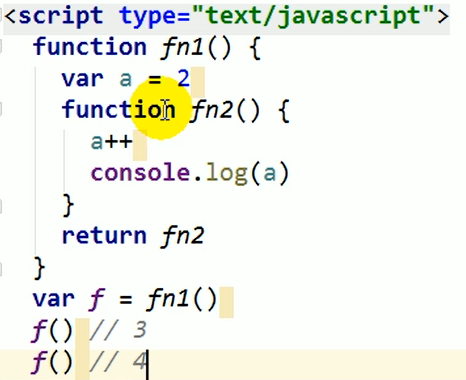 <script type="text/javascript">
function fn1() {
var a = 2
function fn2() {
a++
console.log(a)
}
return fn2
}
var f = fn1()
f() // 3
f() // 4